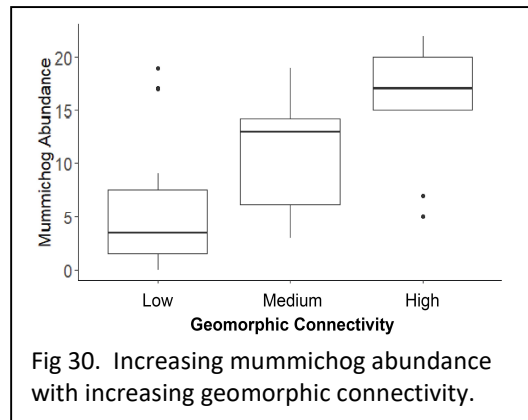 Mummichog Abundance
20
15
10
5
0
Low Medium High
Geomorphic Connectivity
Fig 30. Increasing mummichog abundance
with increasing geomorphic connectivity.